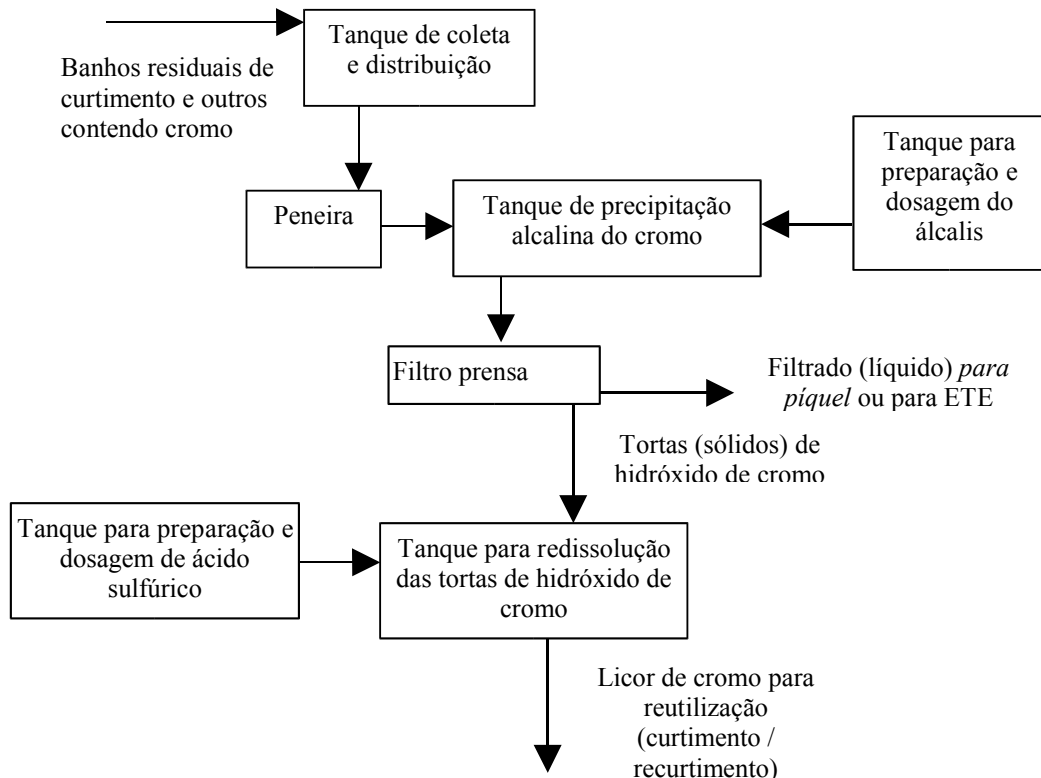 Tanque de coleta
e distribuição
Banhos residuais de
curtimento e outros
contendo cromo
Tanque para
preparação e
dosagem do
álcalis
Peneira
Tanque de precipitação
alcalina do cromo
Filtro prensa
Filtrado (líquido) para
píquel ou para ETE
Tortas (sólidos) de
hidróxido de cromo
Tanque para preparação e
dosagem de ácido
sulfúrico
Tanque para redissolução
das tortas de hidróxido de
cromo
Licor de cromo para
reutilização
(curtimento /
recurtimento)